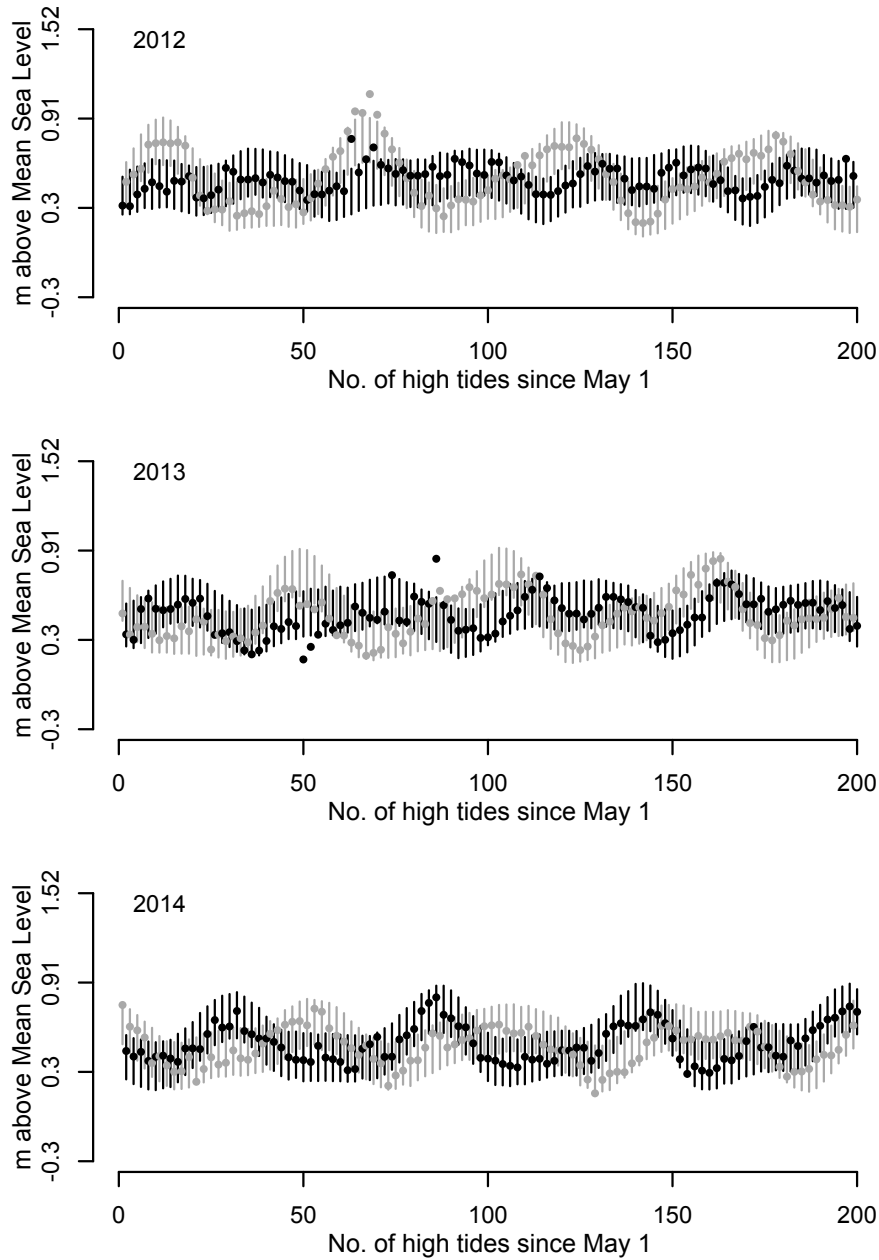 2012
m above Mean Sea Level
1.52
0.91
0.3
-0.3
0 50 100 150 200
No. of high tides since May 1
2013
m above Mean Sea Level
1.52
0.91
0.3
-0.3
0 50 100 150 200
No. of high tides since May 1
2014
m above Mean Sea Level
1.52
0.91
0.3
-0.3
0 50 100 150 200
No. of high tides since May 1